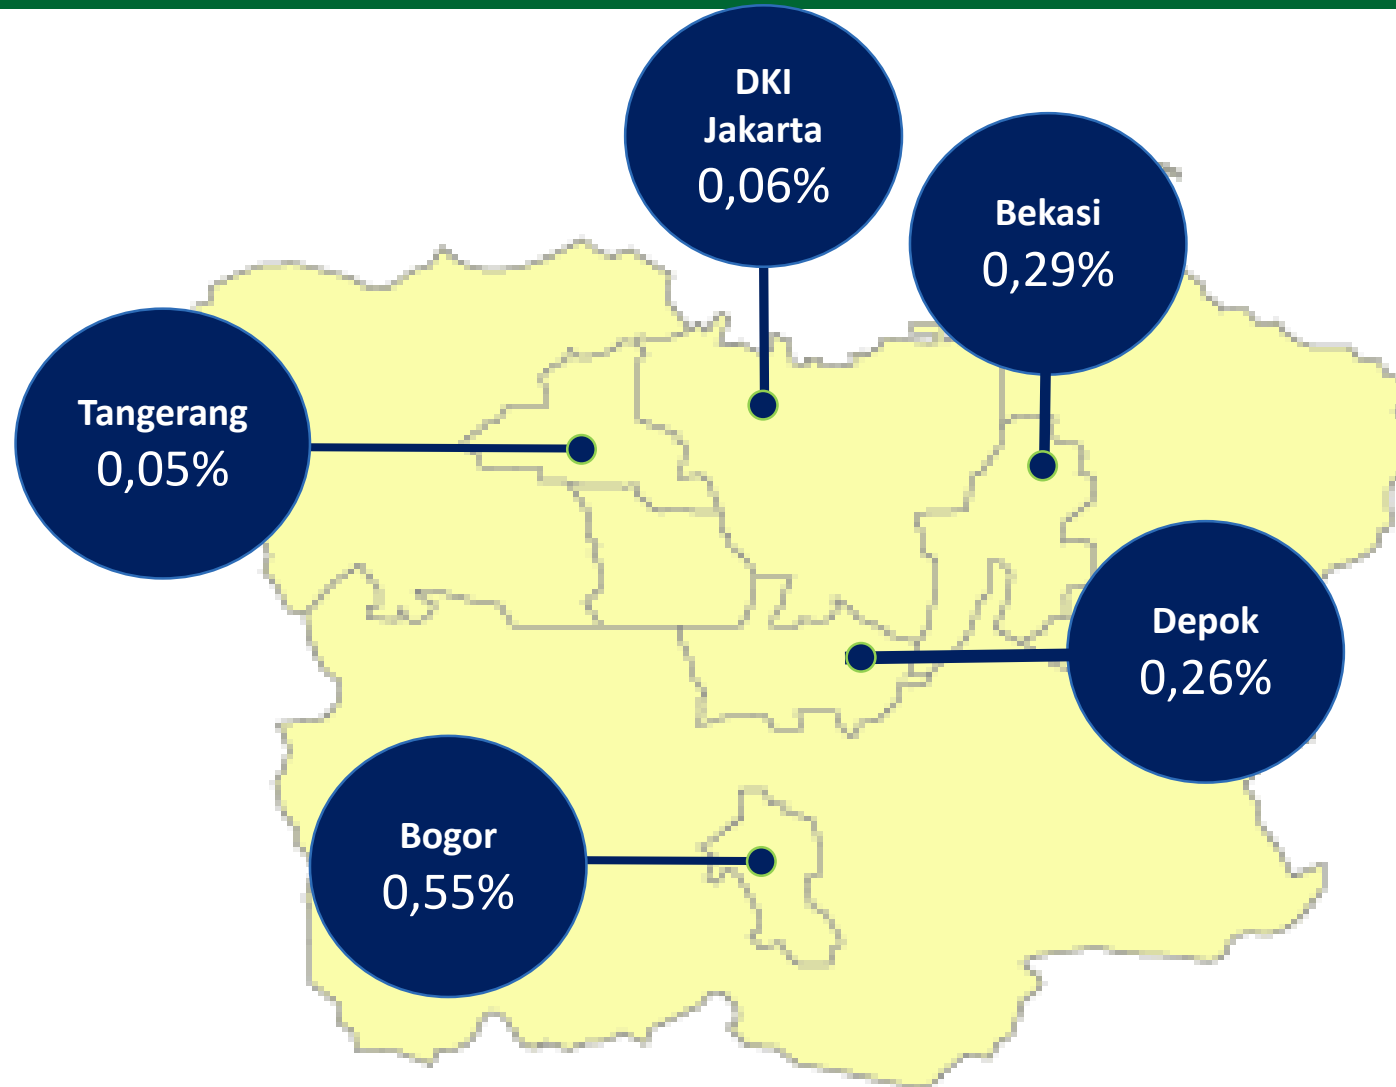 DKI
Jakarta
0,06%
Bekasi
0,29%
Tangerang
0,05%
Depok
0,26%
Bogor
0,55%